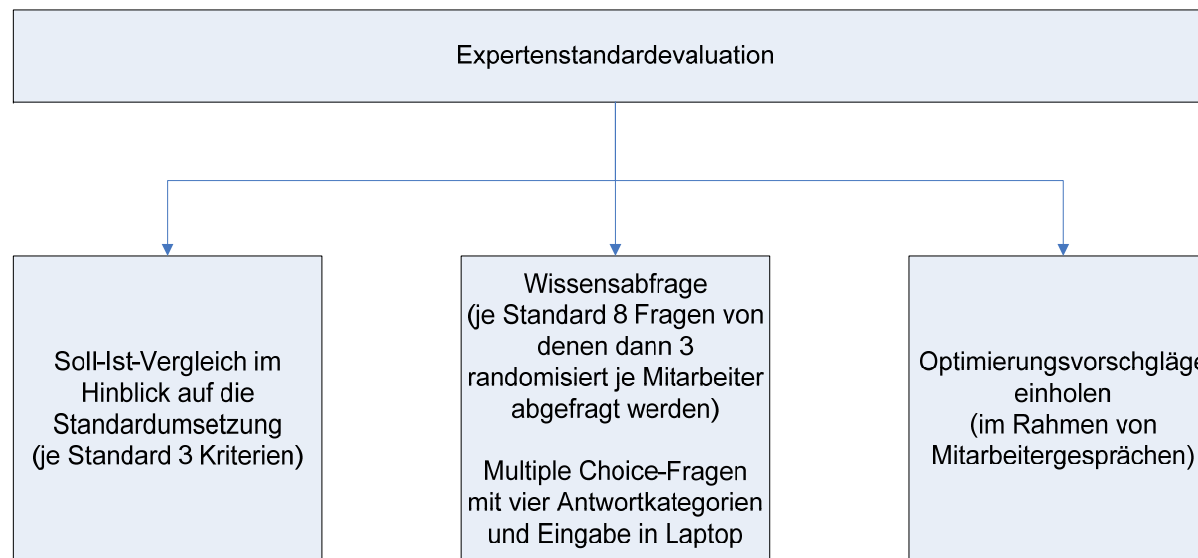 Expertenstandardevaluation
Soll-Ist-Vergleich im
Hinblick auf die
Standardumsetzung
(je Standard 3 Kriterien)
Wissensabfrage
(je Standard 8 Fragen von
denen dann 3
randomisiert je Mitarbeiter
abgefragt werden)
Multiple Choice-Fragen
mit vier Antwortkategorien
und Eingabe in Laptop
Optimierungsvorschgläge
einholen
(im Rahmen von
Mitarbeitergesprächen)